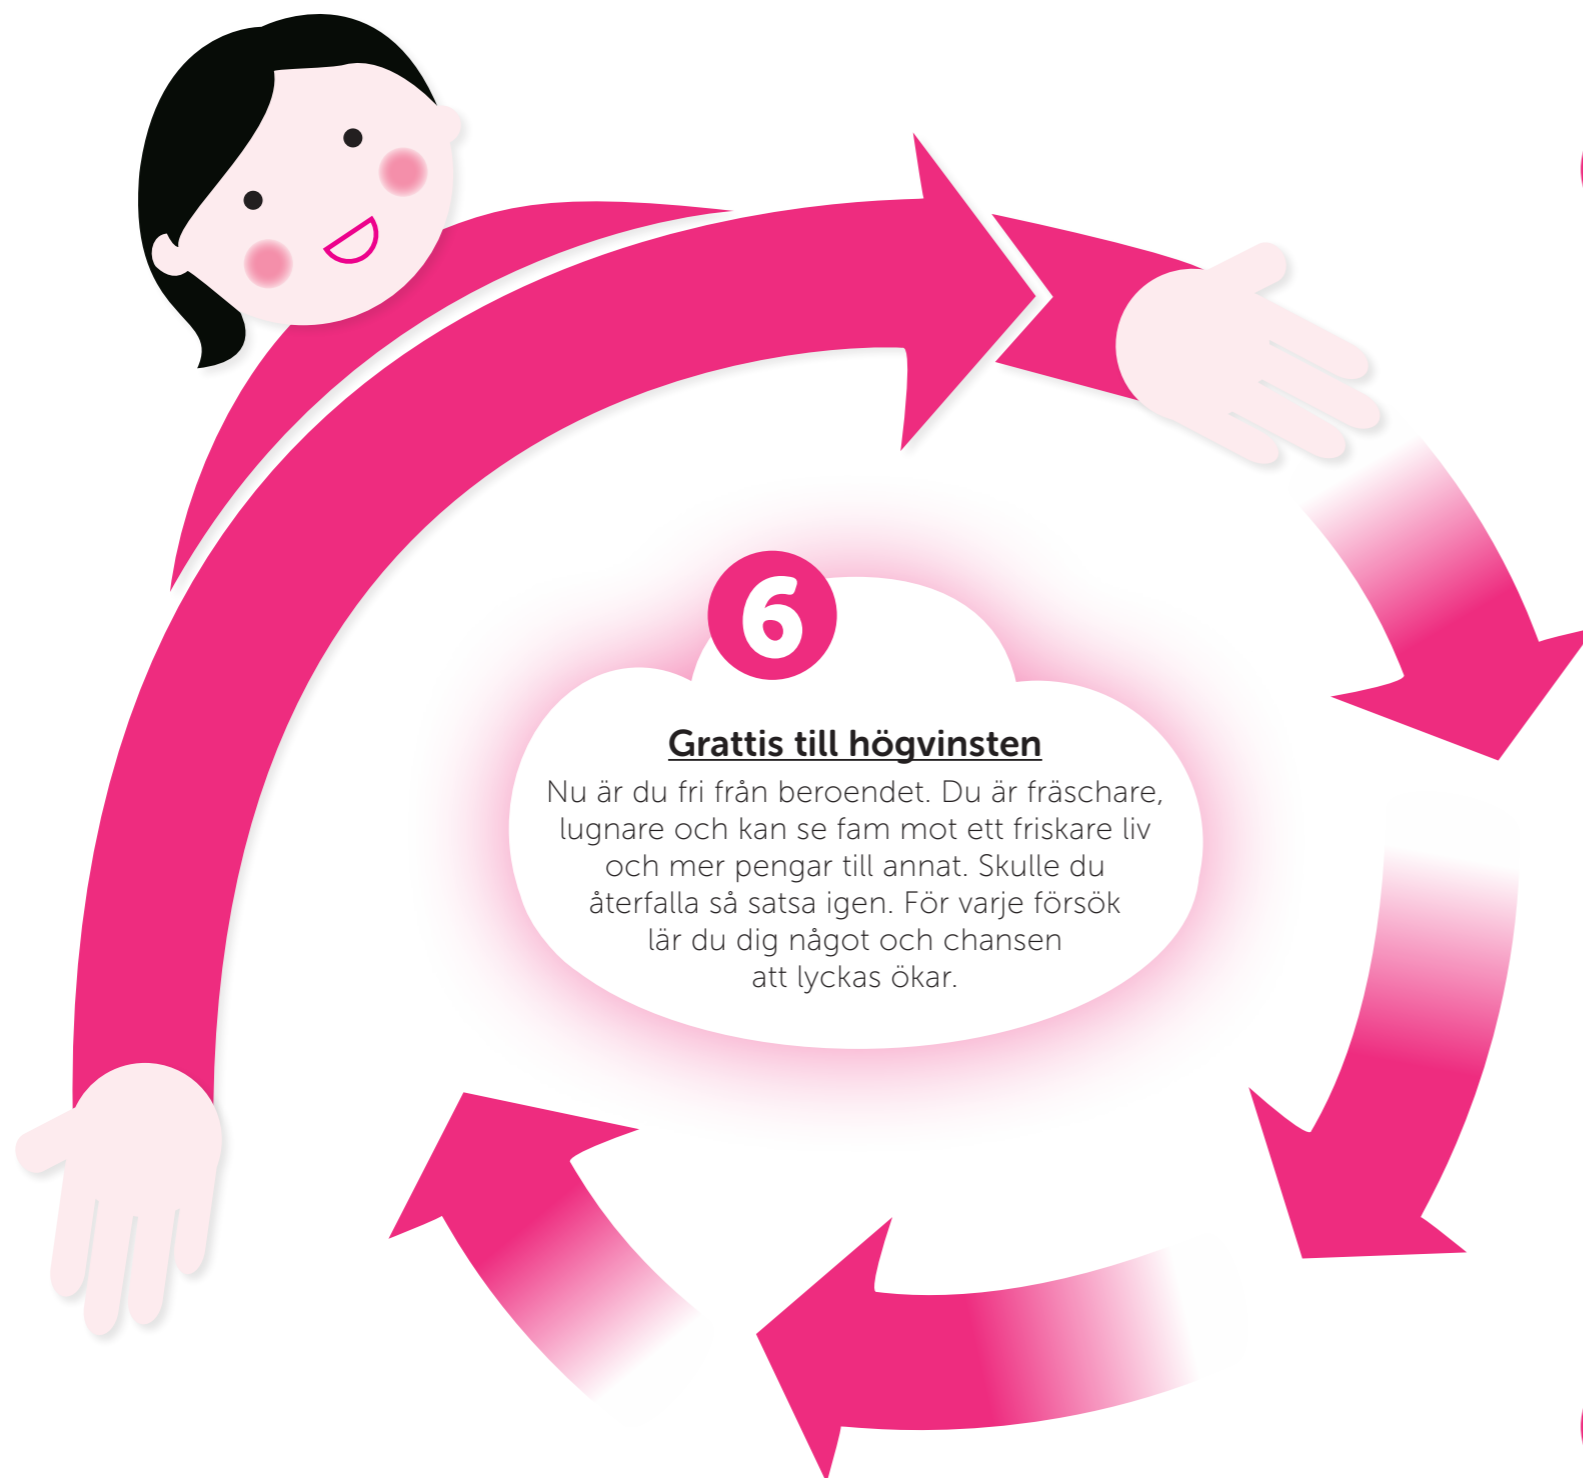 6
Grattis till högvinsten
Nu är du fri från beroendet. Du är fräschare,
lugnare och kan se fam mot ett friskare liv
och mer pengar till annat. Skulle du
återfalla så satsa igen. För varje försök
lär du dig något och chansen
att lyckas ökar.